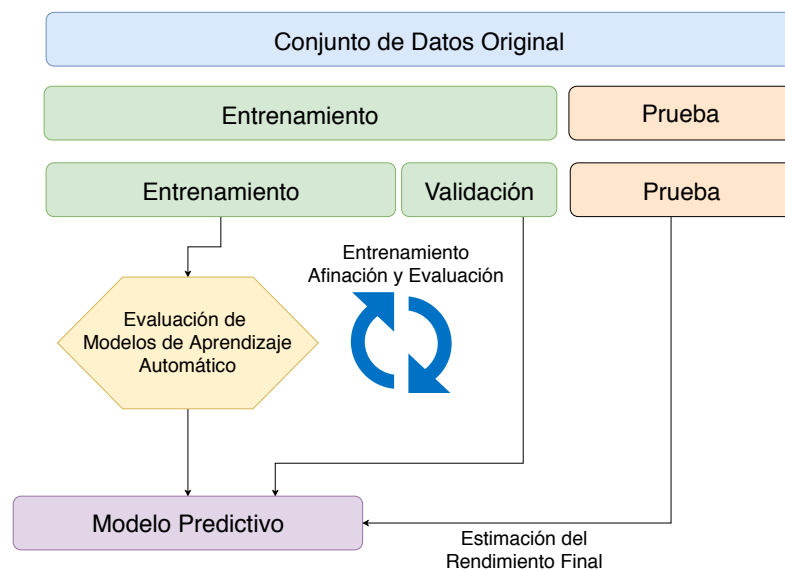 Conjunto de Datos Original
Entrenamiento
Prueba
Entrenamiento
Validación
Prueba
Entrenamiento
Afinación y Evaluación
Evaluación de
Modelos de Aprendizaje
Automático
Modelo Predictivo
Estimación del
Rendimiento Final